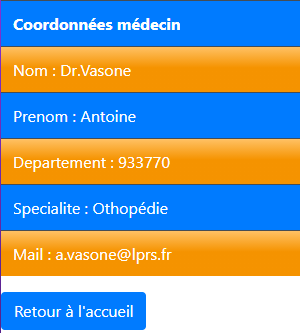 Coordonnées médecin
Nom : Dr.Vasone
Prenom : Antoine
Departement : 933770
Specialite : Othopédie
Mail : a.vasone@lprs.fr
Retour à l'accueil